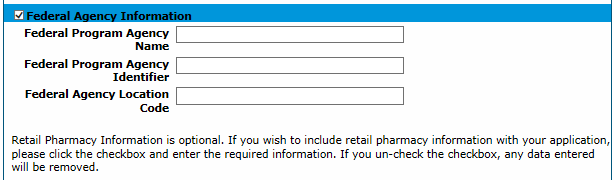 Federal Agency Information
Federal Program Agency
Name
Federal Program Agency
Identifier
Federal Agency Location
Code
Retail Pharmacy Information is optional. If you wish to include retail pharmacy information with your application,
please click the checkbox and enter the required information. If you un-check the checkbox, any data entered
will be removed.